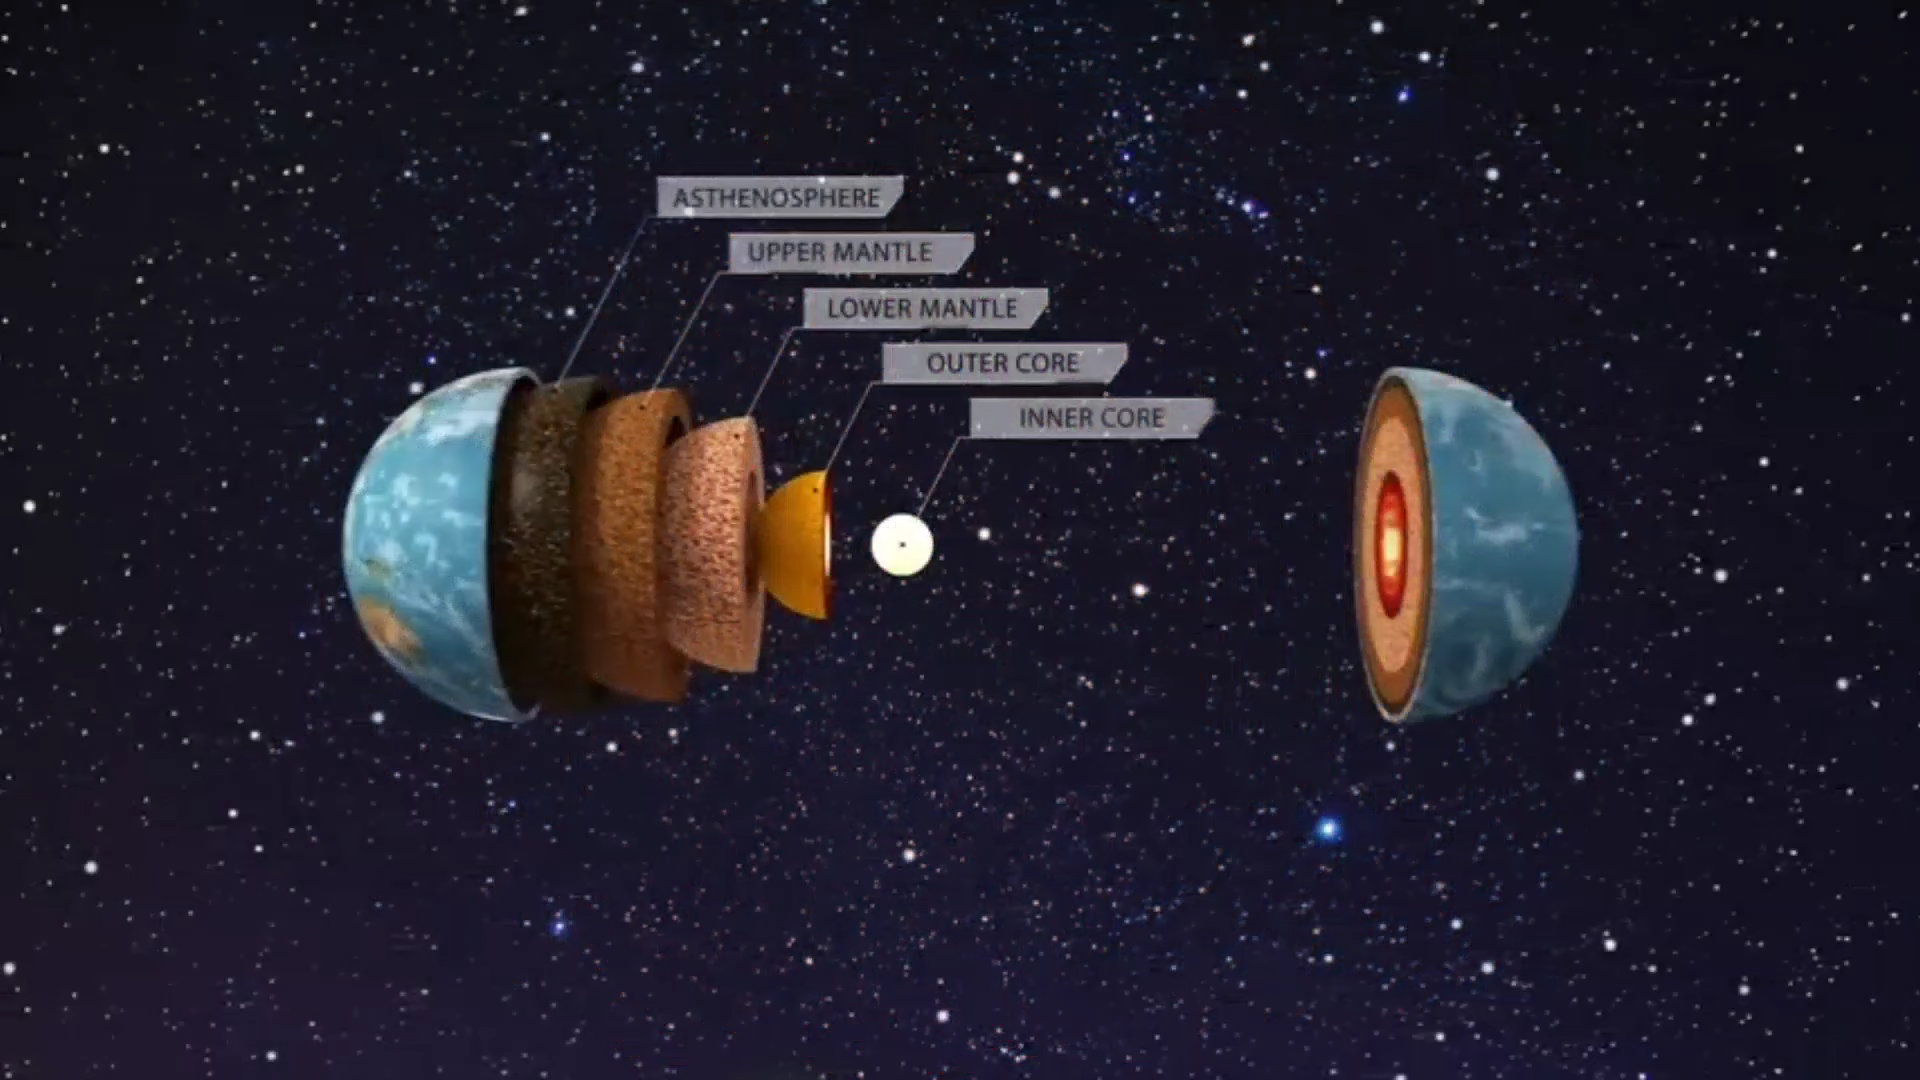 ASTHENOSPHERE
UPPER MANTLE
LOWER MANTLE
OUTER CORE
INNER CORE